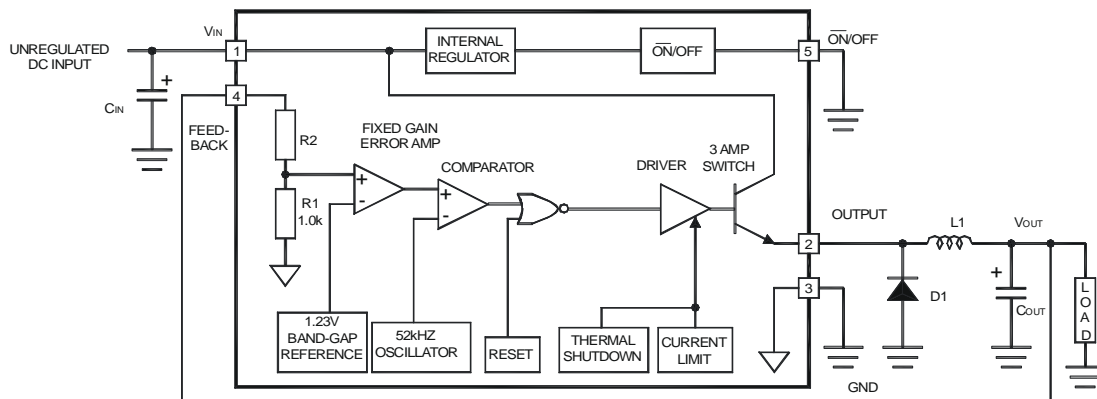 UNREGULATED
DC INPUT
VIN
1
CIN
+
4
FEED-
BACK
INTERNAL
REGULATOR
ON/OFF
5
ON/OFF
R2
R1
1.0k
FIXED GAIN
ERROR AMP
+
-
COMPARATOR
+
-
DRIVER
3 AMP
SWITCH
OUTPUT
2
3
L1
VOUT
D1
+
COUT
LOAD
GND
1.23V
BAND-GAP
REFERENCE
52kHZ
OSCILLATOR
RESET
THERMAL
SHUTDOWN
CURRENT
LIMIT